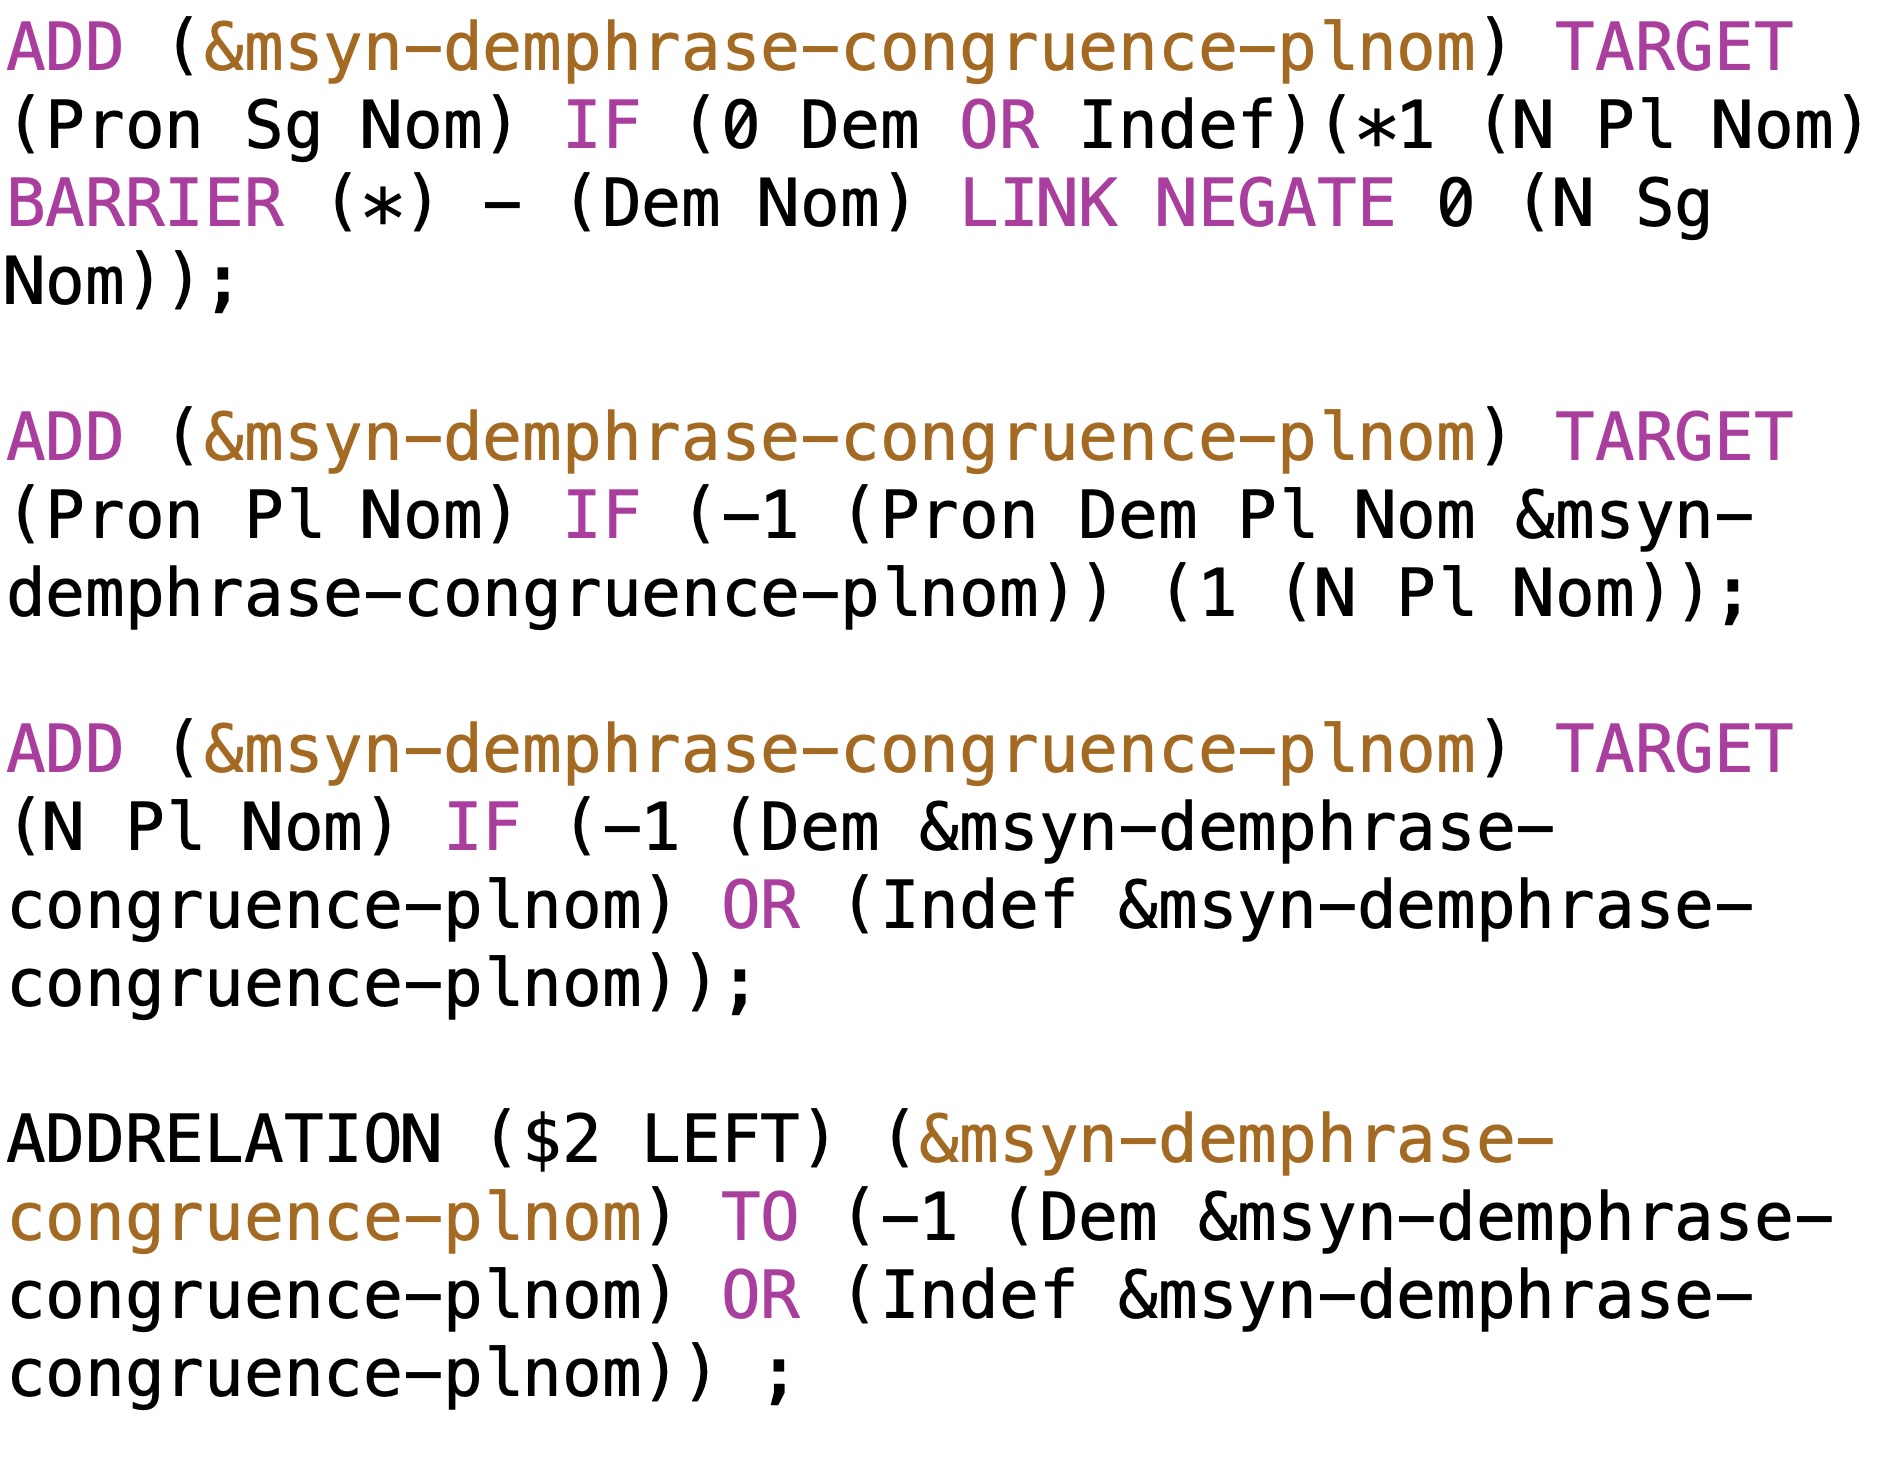 ADD (&msyn-demphrase-congruence-plnom) TARGET
(Pron Sg Nom) IF (0 Dem OR Indef)(*1 (N Pl Nom)
BARRIER (*) - (Dem Nom) LINK NEGATE 0 (N Sg
Nom));
ADD (&msyn-demphrase-congruence-plnom) TARGET
(Pron Pl Nom) IF (-1 (Pron Dem Pl Nom &msyn-
demphrase-congruence-plnom)) (1 (N Pl Nom));
ADD (&msyn-demphrase-congruence-plnom) TARGET
(N Pl Nom) IF (-1 (Dem &msyn-demphrase-
congruence-plnom) OR (Indef &msyn-demphrase-
congruence-plnom));
ADDRELATION ($2 LEFT) (&msyn-demphrase-
congruence-plnom) TO (-1 (Dem &msyn-demphrase-
congruence-plnom) OR (Indef &msyn-demphrase-
congruence-plnom)) ;